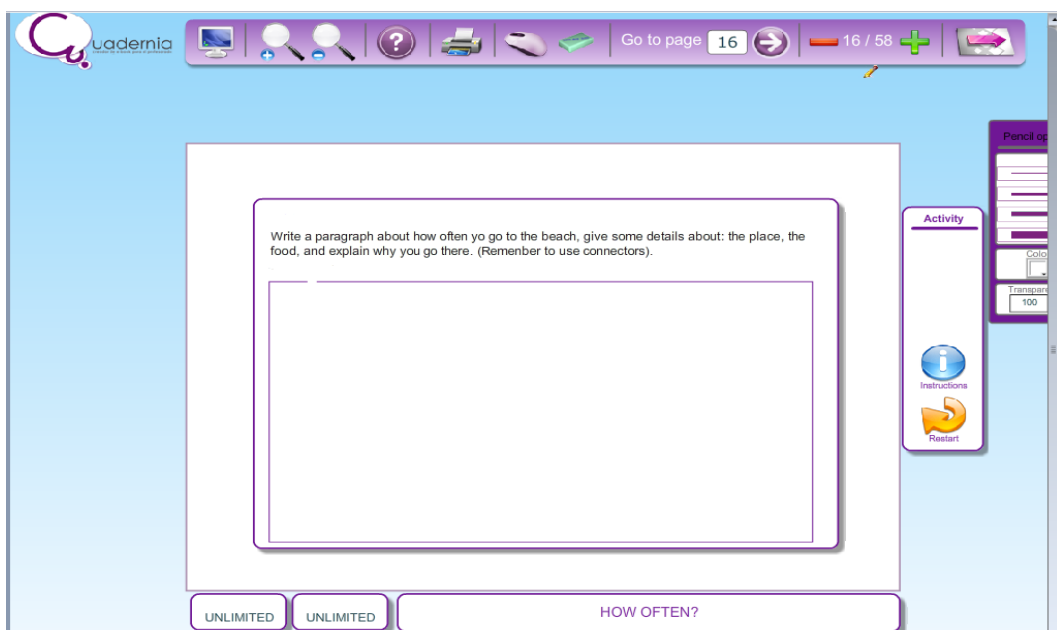 uadernia
Go to page 16
16 / 58
Pencil op
Activity
Write a paragraph about how often yo go to the beach, give some details about: the place, the
food, and explain why you go there. (Remenber to use connectors).
Colo
Transpare
100
Instructions
Restart
UNLIMITED
UNLIMITED
HOW OFTEN?